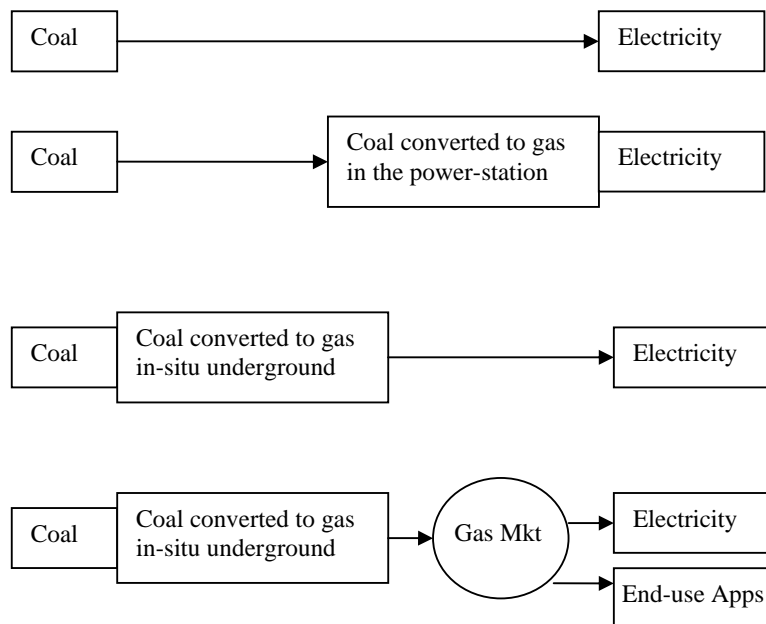 Coal
Electricity
Coal
Coal converted to gas
in the power-station
Electricity
Coal
Coal converted to gas
in-situ underground
Electricity
Coal
Coal converted to gas
in-situ underground
Gas Mkt
Electricity
End-use Apps